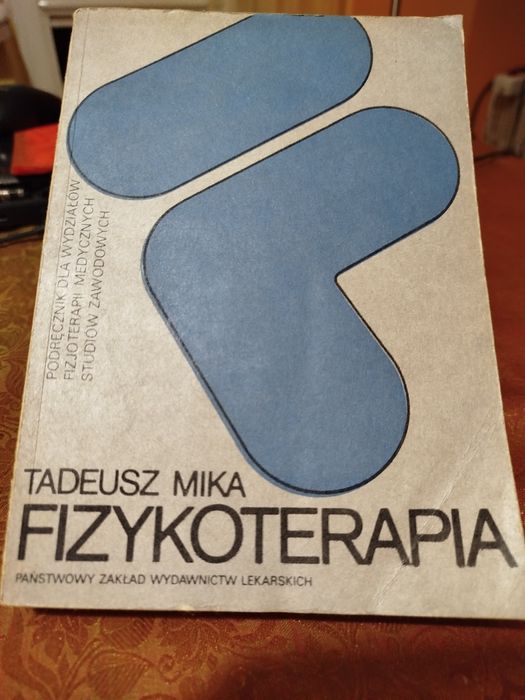 PODRĘCZNIK DLA WYDZIAŁÓW
FIZJOTERAPII MEDYCZNYCH
STUDIÓW ZAWODOWYCH
TADEUSZ MIKA
FIZYKOTERAPIA
PAŃSTWOWY ZAKŁAD WYDAWNICTW LEKARSKICH